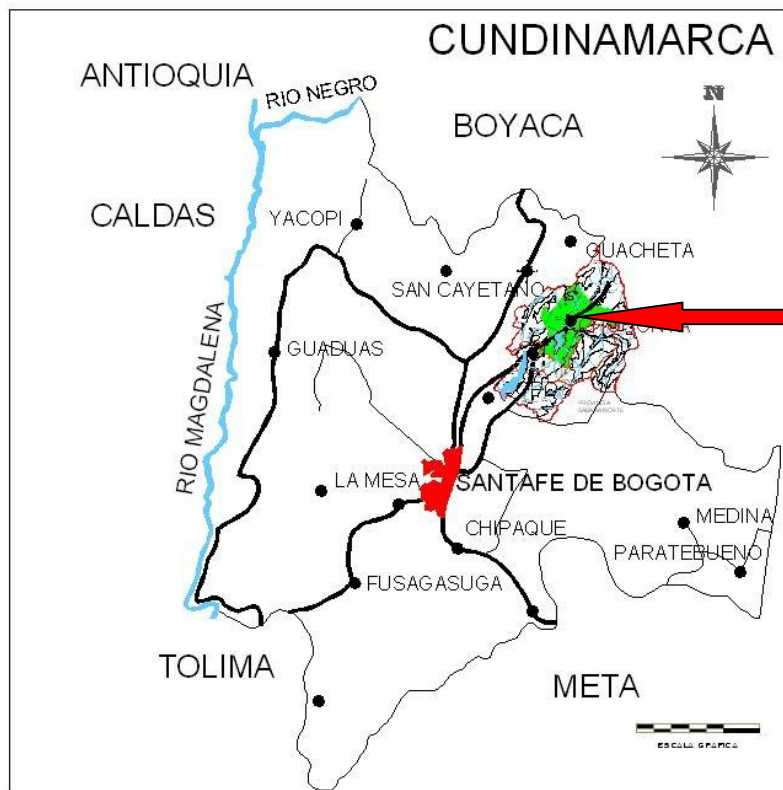 CUNDINAMARCA
ANTIOQUIA
RIO NEGRO
N
BOYACA
CALDAS
YACOPI
GUACHETA
SAN CAYETANO
GUADUAS
RIO MAGDALENA
PROVINCIA
LA MESA
SANTAFE DE BOGOTA
MEDINA
CHIPAQUE
PARATEBUENO
FUSAGASUGA
TOLIMA
META
ESCALA GRAFICA